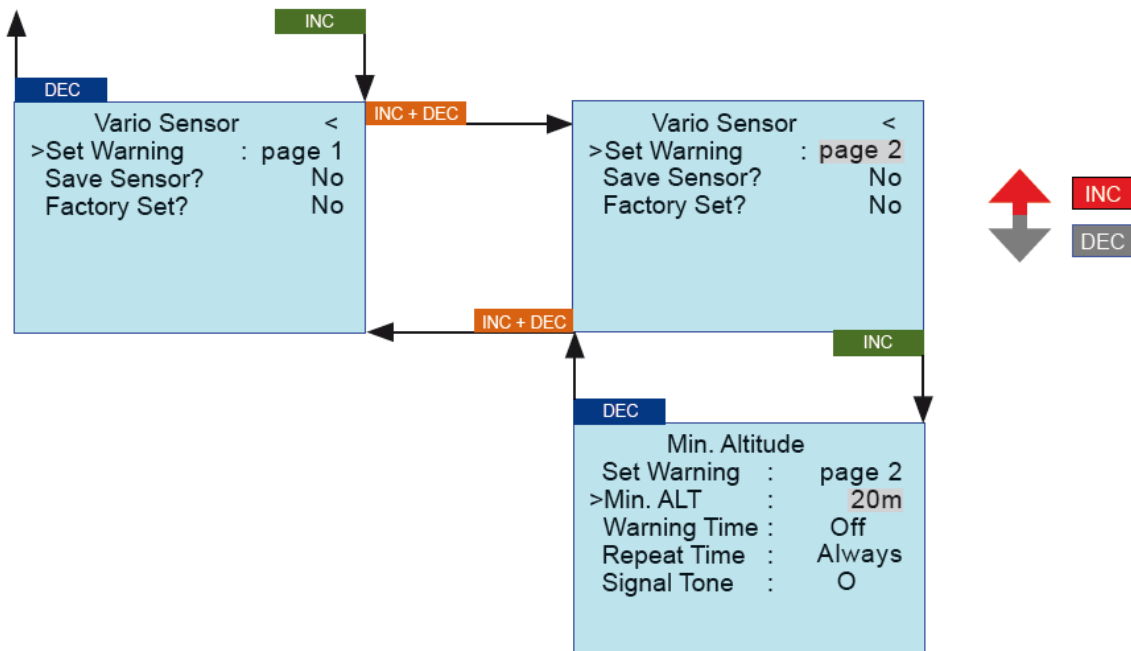 INC
DEC
Vario Sensor <
>Set Warning : page 1
Save Sensor? No
Factory Set? No
INC + DEC
Vario Sensor <
>Set Warning : page 2
Save Sensor? No
Factory Set? No
INC
DEC
INC + DEC
INC
DEC
Min. Altitude
Set Warning : page 2
>Min. ALT : 20m
Warning Time : Off
Repeat Time : Always
Signal Tone : O